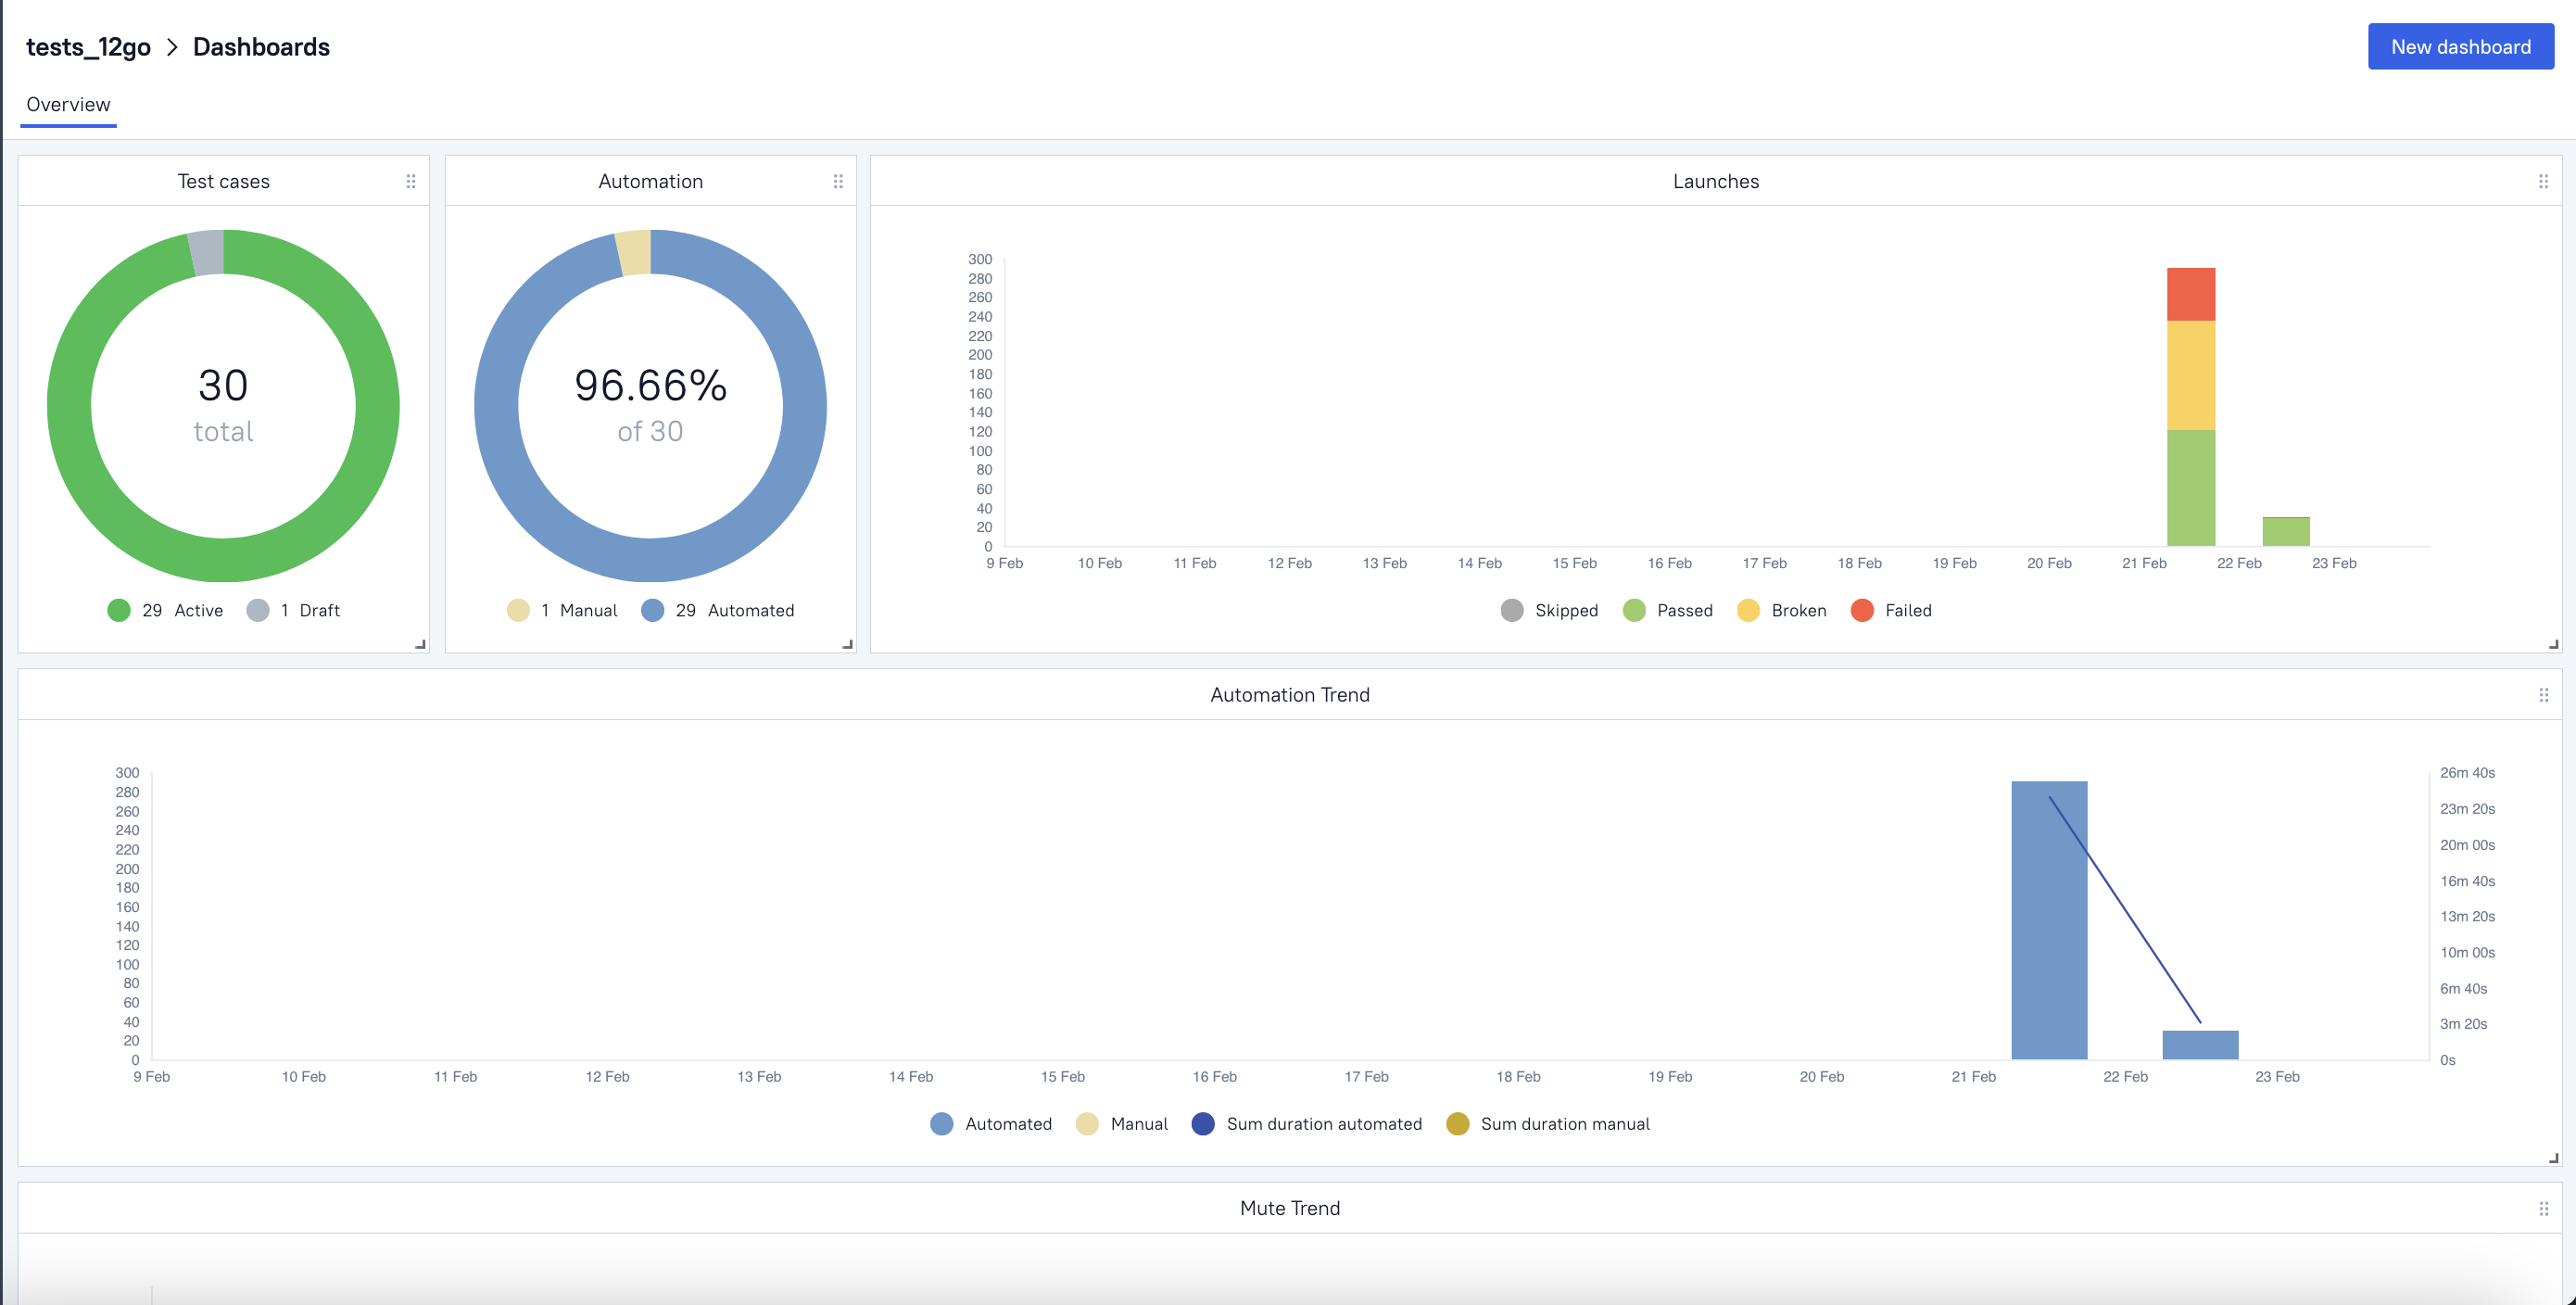 tests_12go > Dashboards
New dashboard
Overview
Test cases
30
total
29 Active 1 Draft
Automation
96.66%
of 30
1 Manual 29 Automated
Launches
300
280
260
240
220
200
180
160
140
120
100
80
60
40
20
0
9 Feb 10 Feb 11 Feb 12 Feb 13 Feb 14 Feb 15 Feb 16 Feb 17 Feb 18 Feb 19 Feb 20 Feb 21 Feb 22 Feb 23 Feb
Skipped Passed Broken Failed
Automation Trend
300
280
260
240
220
200
180
160
140
120
100
80
60
40
20
0
26m 40s
23m 20s
20m 00s
16m 40s
13m 20s
10m 00s
6m 40s
3m 20s
0s
9 Feb 10 Feb 11 Feb 12 Feb 13 Feb 14 Feb 15 Feb 16 Feb 17 Feb 18 Feb 19 Feb 20 Feb 21 Feb 22 Feb 23 Feb
Automated Manual Sum duration automated Sum duration manual
Mute Trend